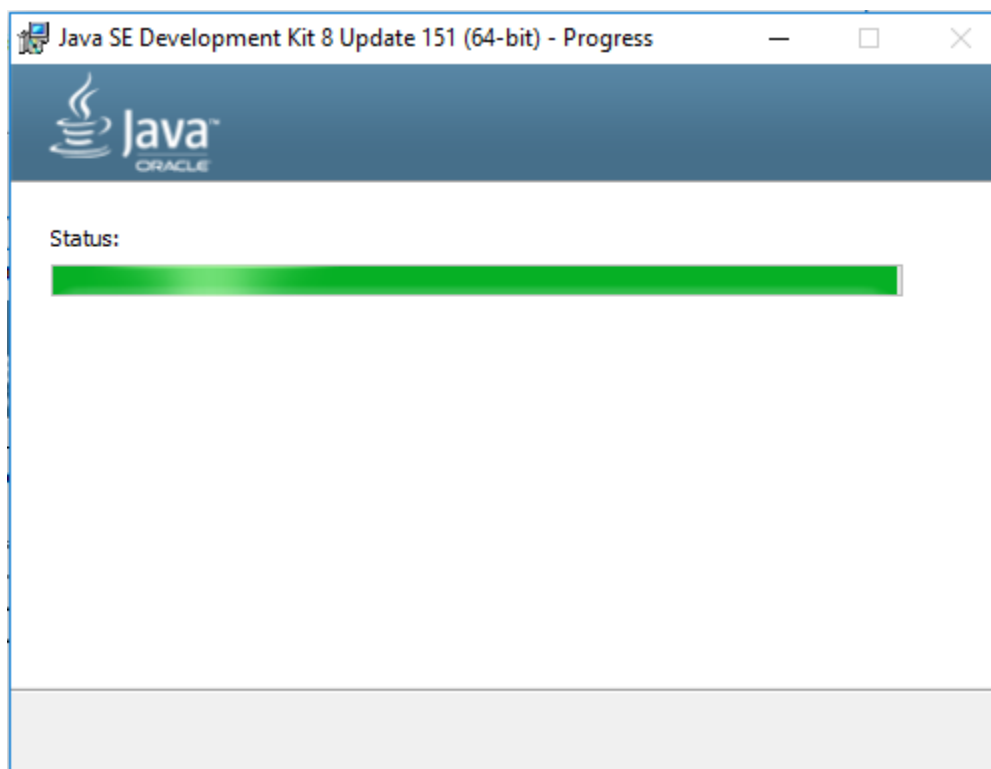 Java SE Development Kit 8 Update 151 (64-bit) - Progress
Java™
ORACLE
Status: